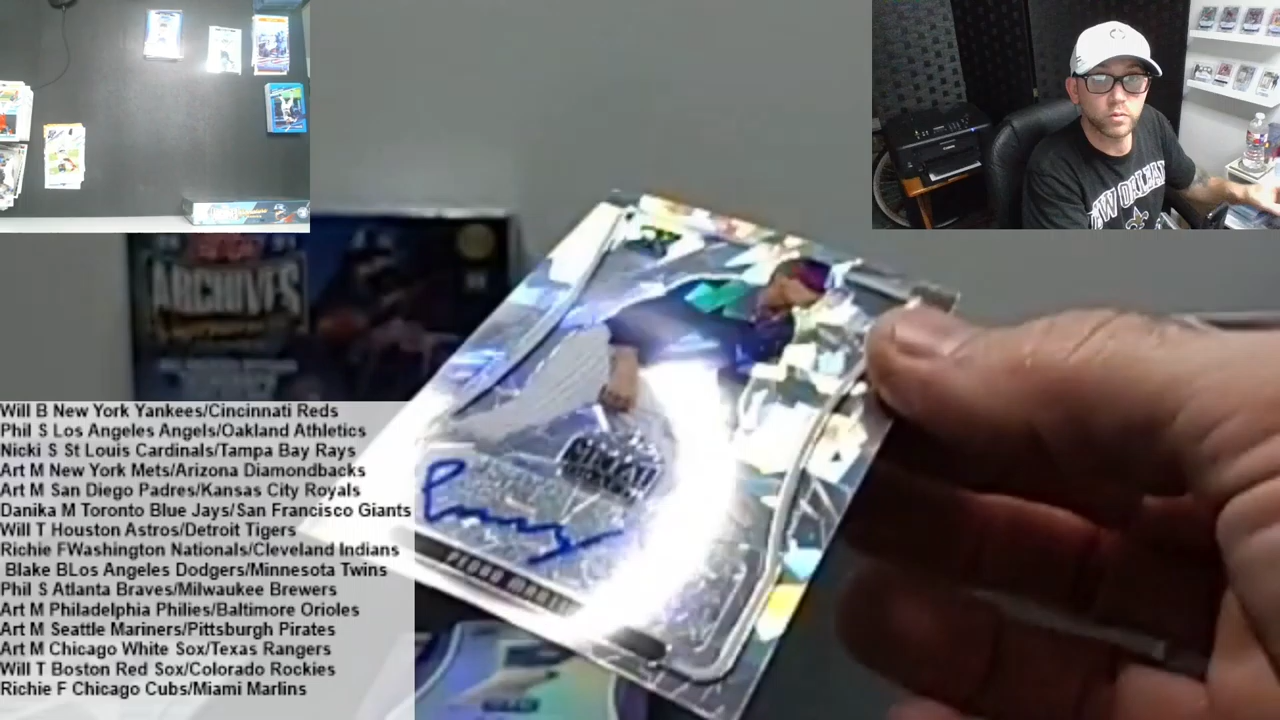 ARCHIVES
Will B New York Yankees/Cincinnati Reds
Phil S Los Angeles Angels/Oakland Athletics
Nicki S St Louis Cardinals/Tampa Bay Rays
Art M New York Mets/Arizona Diamondbacks
Art M San Diego Padres/Kansas City Royals
Danika M Toronto Blue Jays/San Francisco Giants
Will T Houston Astros/Detroit Tigers
Richie FWashington Nationals/Cleveland Indians
Blake BLos Angeles Dodgers/Minnesota Twins
Phil S Atlanta Braves/Milwaukee Brewers
Art M Philadelphia Philies/Baltimore Orioles
Art M Seattle Mariners/Pittsburgh Pirates
Art M Chicago White Sox/Texas Rangers
Will T Boston Red Sox/Colorado Rockies
Richie F Chicago Cubs/Miami Marlins
PEDRO